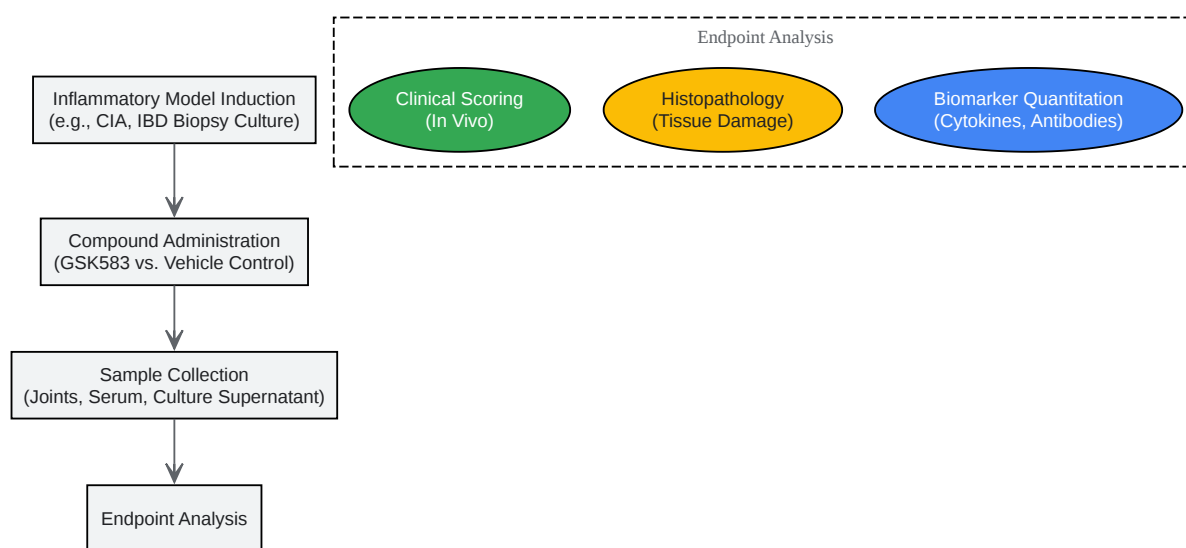 Endpoint Analysis
Inflammatory Model Induction
(e.g., CIA, IBD Biopsy Culture)
Clinical Scoring
(In Vivo)
Histopathology
(Tissue Damage)
Biomarker Quantitation
(Cytokines, Antibodies)
Compound Administration
(GSK583 vs. Vehicle Control)
Sample Collection
(Joints, Serum, Culture Supernatant)
Endpoint Analysis